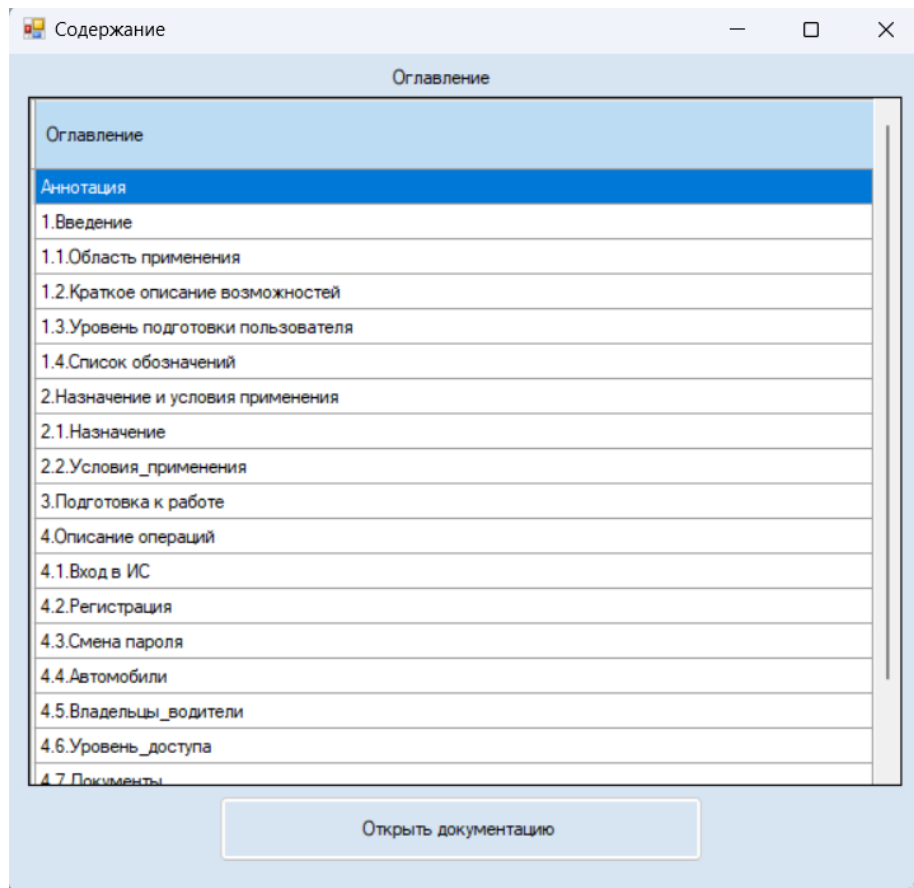 Содержание
Оглавление
Оглавление
Аннотация
1.Введение
1.1.Область применения
1.2.Краткое описание возможностей
1.3.Уровень подготовки пользователя
1.4.Список обозначений
2.Назначение и условия применения
2.1.Назначение
2.2.Условия_применения
3.Подготовка к работе
4.Описание операций
4.1.Вход в ИС
4.2.Регистрация
4.3.Смена пароля
4.4.Автомобили
4.5.Владельцы_водители
4.6.Уровень_доступа
4.7.Документы
Открыть документацию